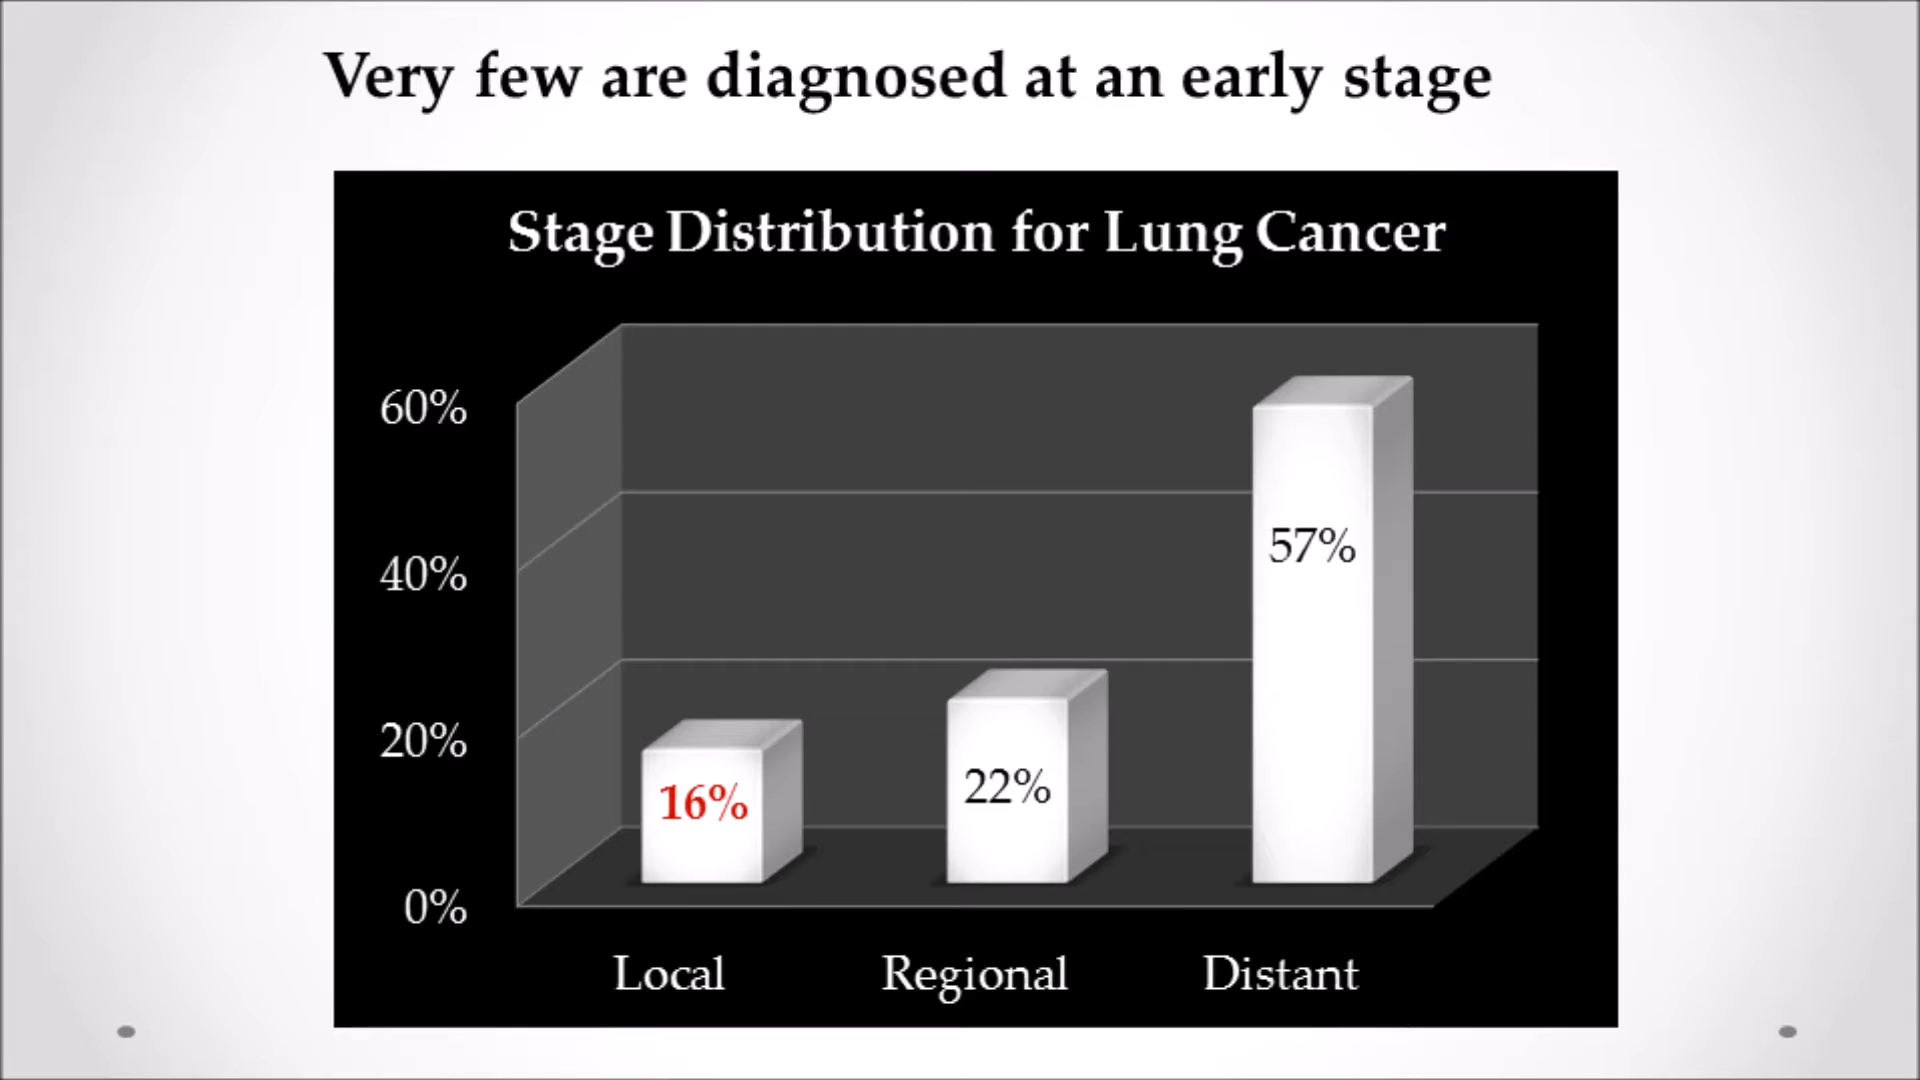 Very few are diagnosed at an early stage
Stage Distribution for Lung Cancer
60%
40%
20%
0%
16%
22%
57%
Local
Regional
Distant